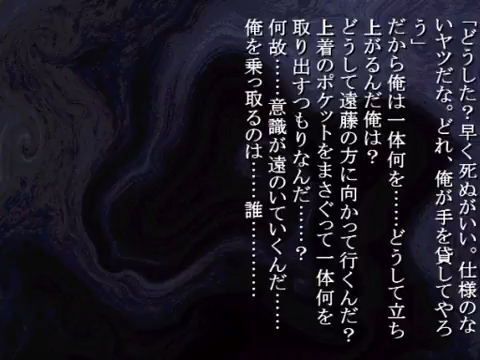 「どうした？早く死ぬがいい。仕様のな
いヤツだな。どれ、俺が手を貸してやろ
う」
だから俺は一体何を……どうして立ち
上がるんだ俺は？
どうして遠藤の方に向かって行くんだ？
上着のポケットをまさぐって一体何を
取り出すつもりなんだ……？
何故……意識が遠のいていくんだ……
俺を乗っ取るのは……誰…………